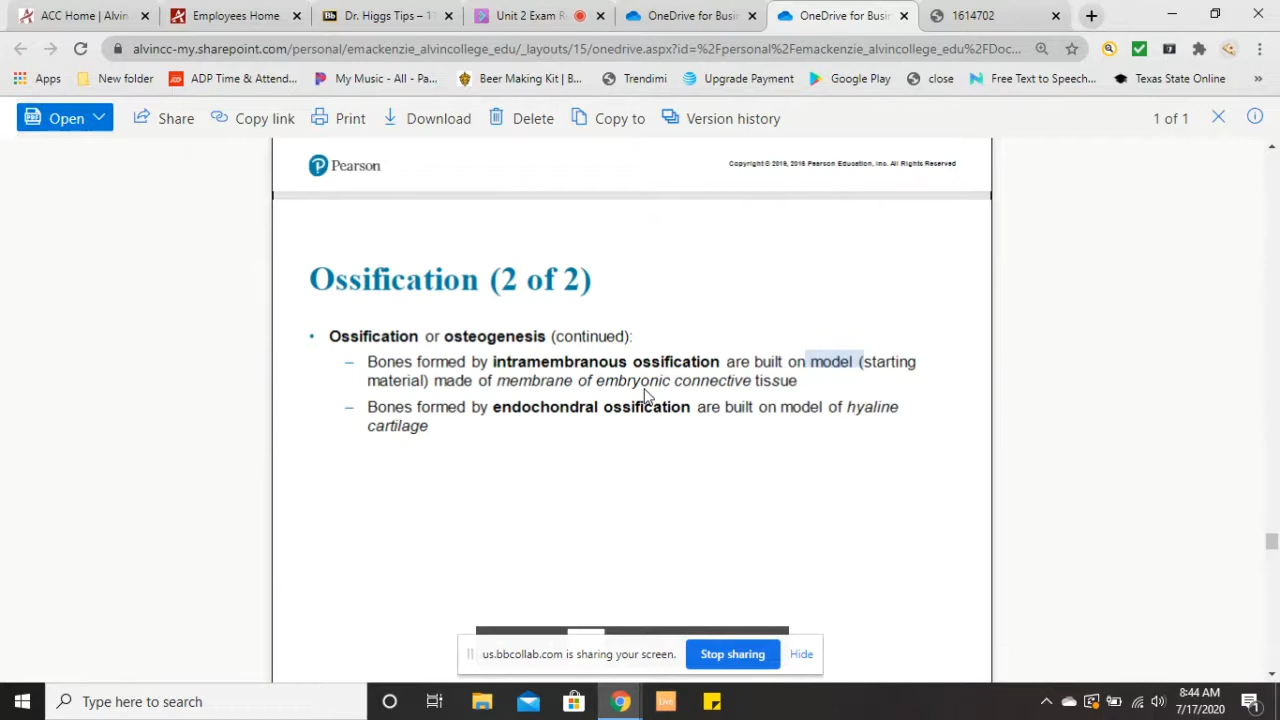 ACC Home | Alvin
Employees Home
Dr. Higgs Tips – 1
Unit 2 Exam R
OneDrive for Busi
OneDrive for Busin
1614702
alvincc-my.sharepoint.com/personal/emackenzie_alvincollege_edu/_layouts/15/onedrive.aspx?id=%2Fpersonal%2Femackenzie_alvincollege_edu%2FDoc...
Apps
New folder
ADP Time & Attend...
My Music - All - Pa...
Beer Making Kit | B...
Trendimi
Upgrade Payment
Google Play
close
Free Text to Speech...
Texas State Online
»
Open
Share
Copy link
Print
Download
Delete
Copy to
Version history
1 of 1
Pearson
Copyright © 2019, 2016 Pearson Education, Inc. All Rights Reserved
Ossification (2 of 2)
• Ossification or osteogenesis (continued):
– Bones formed by intramembranous ossification are built on model (starting
material) made of membrane of embryonic connective tissue
– Bones formed by endochondral ossification are built on model of hyaline
cartilage
us.bbcollab.com is sharing your screen.
Stop sharing
Hide
Type here to search
Live
8:44 AM
7/17/2020
1